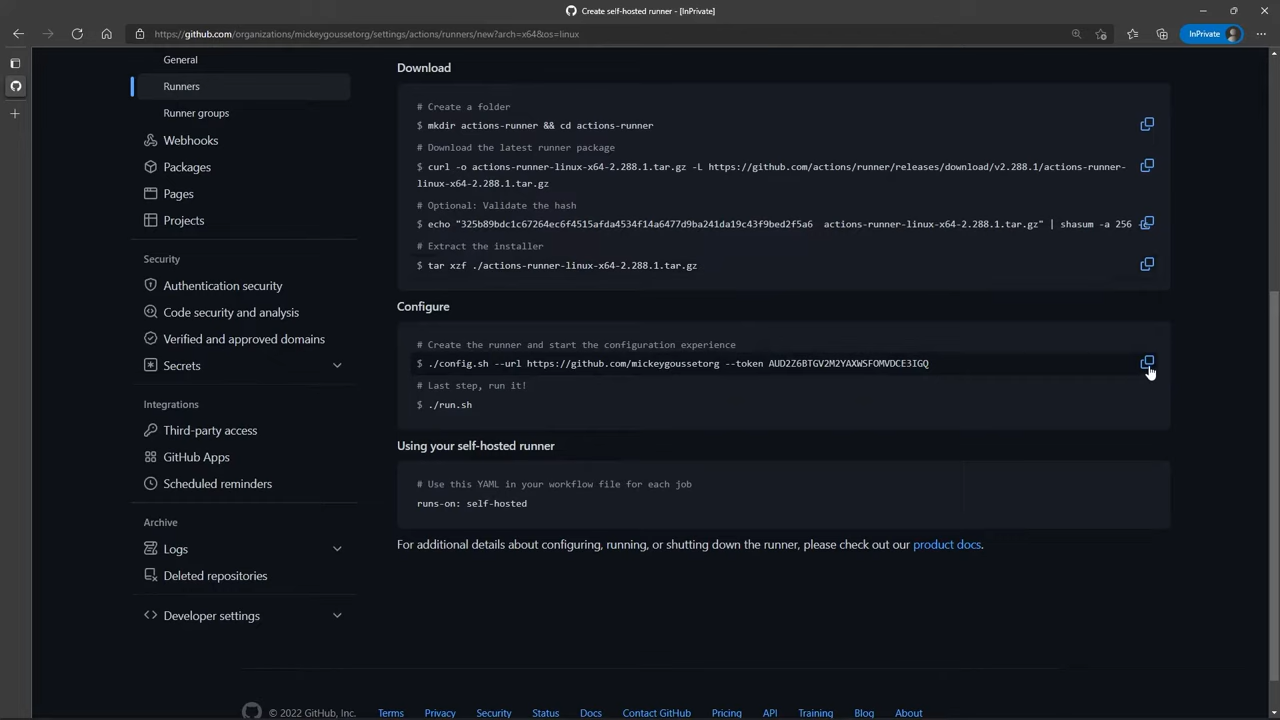 Create self-hosted runner - [InPrivate]
https://github.com/organizations/mickeygoussetorg/settings/actions/runners/new?arch=x64&os=linux
InPrivate
General
Runners
Runner groups
Webhooks
Packages
Pages
Projects
Security
Authentication security
Code security and analysis
Verified and approved domains
Secrets
Integrations
Third-party access
GitHub Apps
Scheduled reminders
Archive
Logs
Deleted repositories
Developer settings
Download
# Create a folder
$ mkdir actions-runner && cd actions-runner
# Download the latest runner package
$ curl -o actions-runner-linux-x64-2.288.1.tar.gz -L https://github.com/actions/runner/releases/download/v2.288.1/actions-runner-
linux-x64-2.288.1.tar.gz
# Optional: Validate the hash
$ echo "325b89bdc1c67264ec6f4515afda4534f14a6477d9ba241da19c43f9bed2f5a6  actions-runner-linux-x64-2.288.1.tar.gz" | shasum -a 256
# Extract the installer
$ tar xzf ./actions-runner-linux-x64-2.288.1.tar.gz
Configure
# Create the runner and start the configuration experience
$ ./config.sh --url https://github.com/mickeygoussetorg --token AUD2Z6BTGV2M2YAXWSFOMVDCE3IGQ
# Last step, run it!
$ ./run.sh
Using your self-hosted runner
# Use this YAML in your workflow file for each job
runs-on: self-hosted
For additional details about configuring, running, or shutting down the runner, please check out our product docs.
© 2022 GitHub, Inc.
Terms
Privacy
Security
Status
Docs
Contact GitHub
Pricing
API
Training
Blog
About